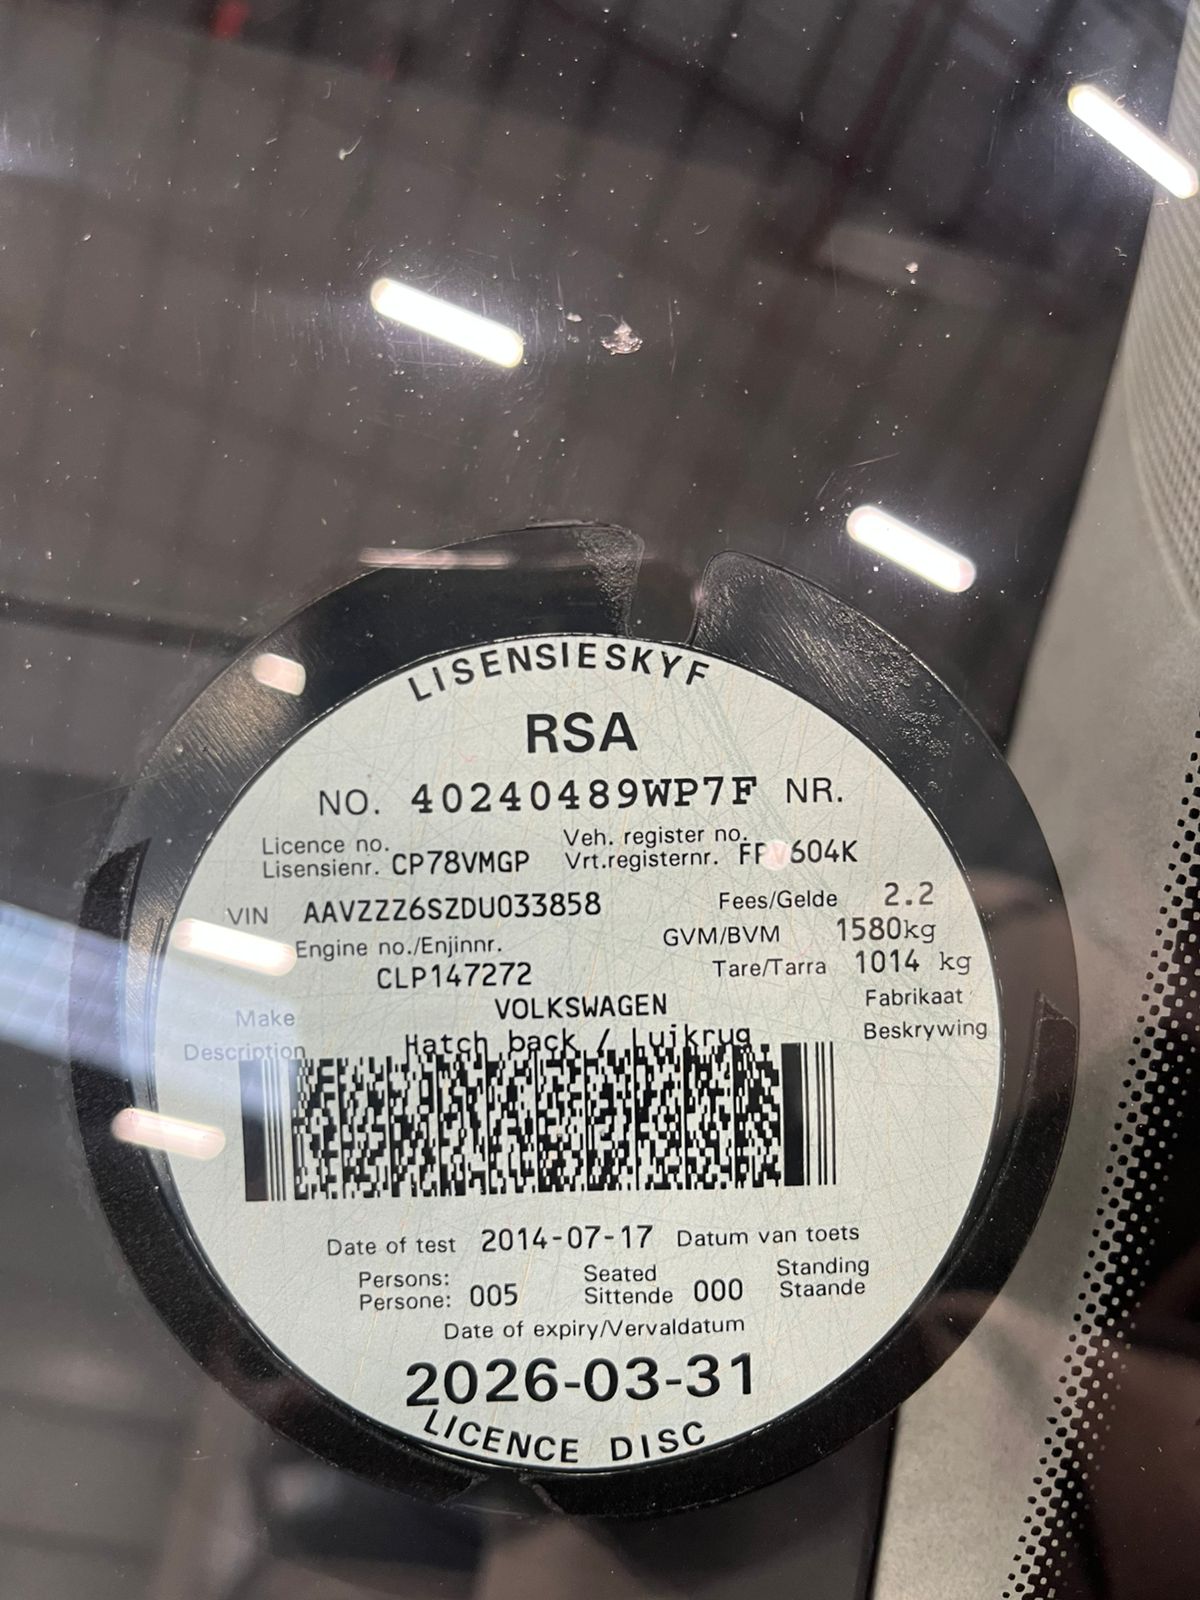 LISENSIESKYF
RSA
NO. 40240489WP7F NR.
Licence no. Veh. register no.
Lisensienr. CP78VMGP Vrt.registernr.
VIN AAVZZZ6SZDU033858 Fees/Gelde 2.2
Engine no./Enjinnr. GVM/BVM 1580kg
CLP147272 Tare/Tarra 1014 kg
Make VOLKSWAGEN Fabrikaat
Description Hatch back / Luikrug Beskrywing
Date of test 2014-07-17 Datum van toets
Persons: Seated Standing
Persone: 005 Sittende 000 Staande
Date of expiry/Vervaldatum
2026-03-31
LICENCE DISC